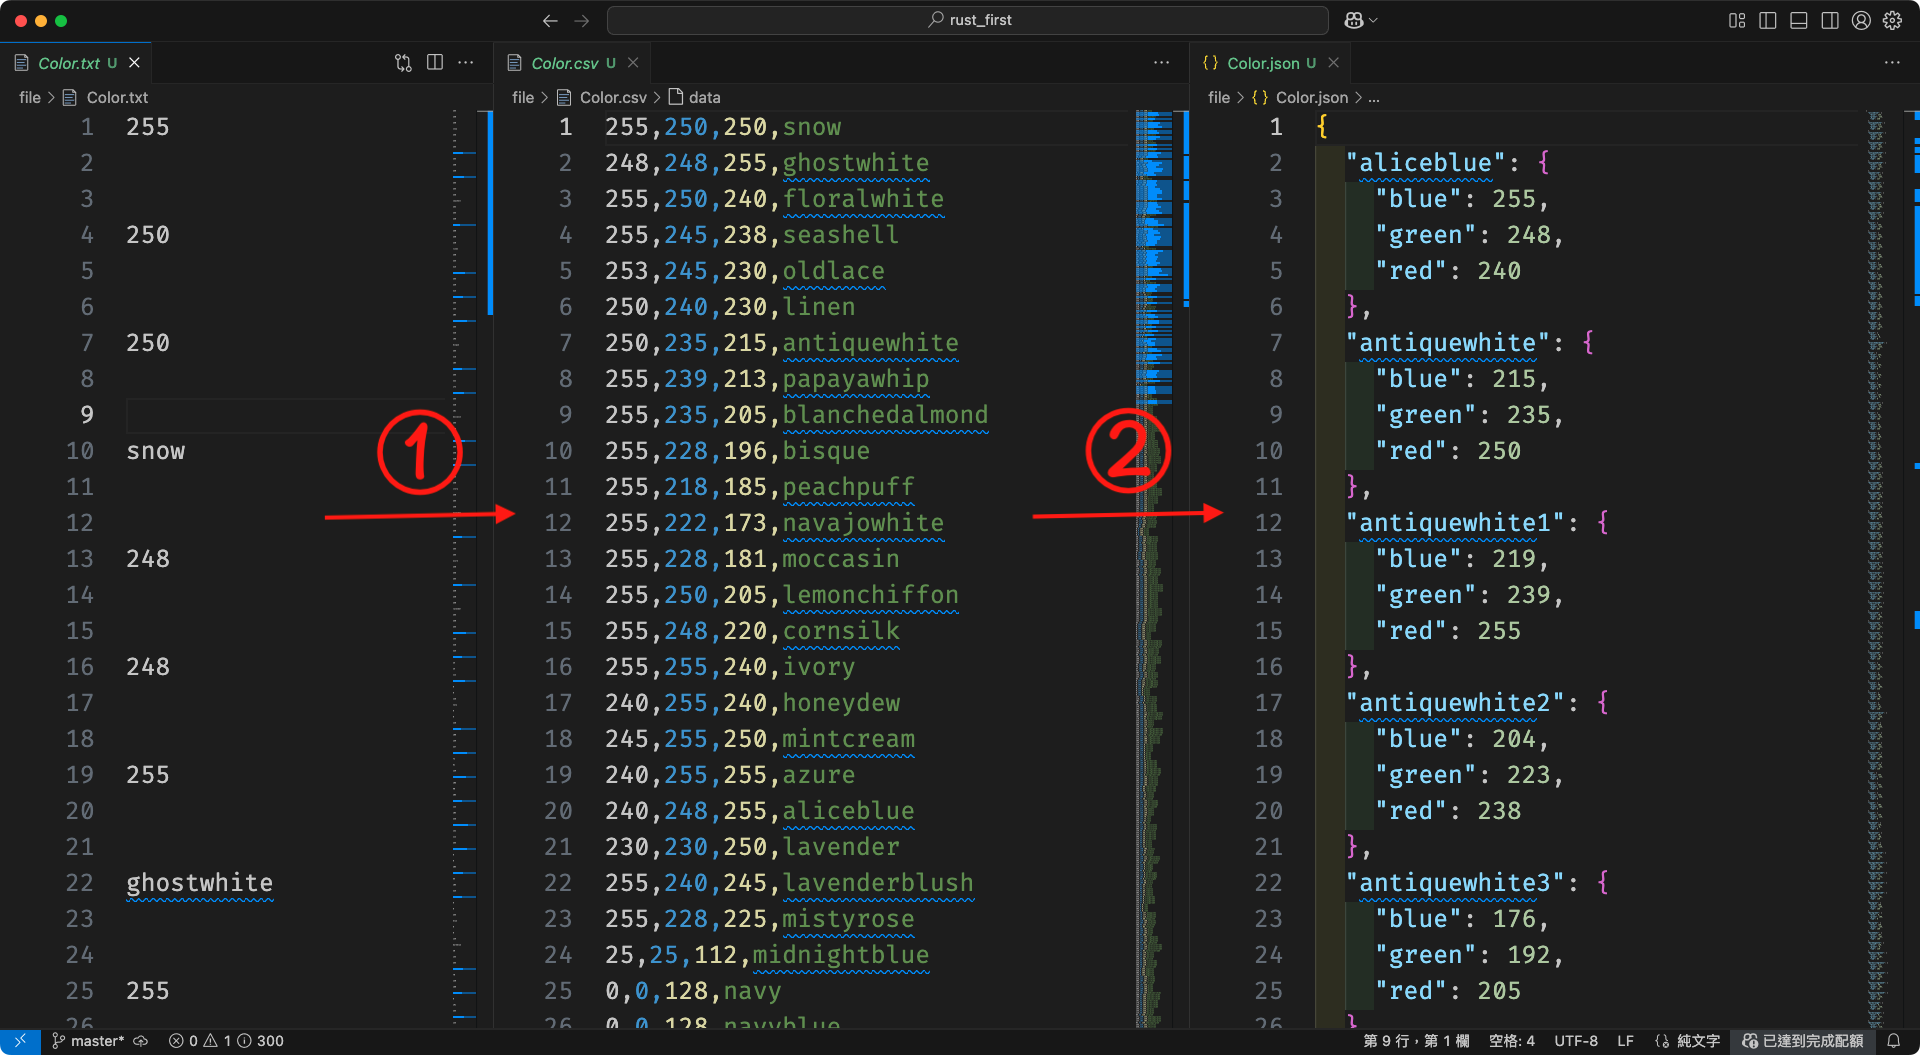 rust_first
Color.txt U
file > Color.txt
1 255
2
3
4 250
5
6
7 250
8
9
10 snow
11
12
13 248
14
15
16 248
17
18
19 255
20
21
22 ghostwhite
23
24
25 255
26
①
Color.csv U
file > Color.csv > data
1 255,250,250,snow
2 248,248,255,ghostwhite
3 255,250,240,floralwhite
4 255,245,238,seashell
5 253,245,230,oldlace
6 250,240,230,linen
7 250,235,215,antiquewhite
8 255,239,213,papayawhip
9 255,235,205,blanchedalmond
10 255,228,196,bisque
11 255,218,185,peachpuff
12 255,222,173,navajowhite
13 255,228,181,moccasin
14 255,250,205,lemonchiffon
15 255,248,220,cornsilk
16 255,255,240,ivory
17 240,255,240,honeydew
18 245,255,250,mintcream
19 240,255,255,azure
20 240,248,255,aliceblue
21 230,230,250,lavender
22 255,240,245,lavenderblush
23 255,228,225,mistyrose
24 25,25,112,midnightblue
25 0,0,128,navy
26 0,0,128,navyblue
②
{} Color.json U
file > {} Color.json > ...
1 {
2 "aliceblue": {
3 "blue": 255,
4 "green": 248,
5 "red": 240
6 },
7 "antiquewhite": {
8 "blue": 215,
9 "green": 235,
10 "red": 250
11 },
12 "antiquewhite1": {
13 "blue": 219,
14 "green": 239,
15 "red": 255
16 },
17 "antiquewhite2": {
18 "blue": 204,
19 "green": 223,
20 "red": 238
21 },
22 "antiquewhite3": {
23 "blue": 176,
24 "green": 192,
25 "red": 205
26 }
master* 0 1 300
第 9 行，第 1 欄 空格: 4 UTF-8 LF 純文字 已達到完成配額